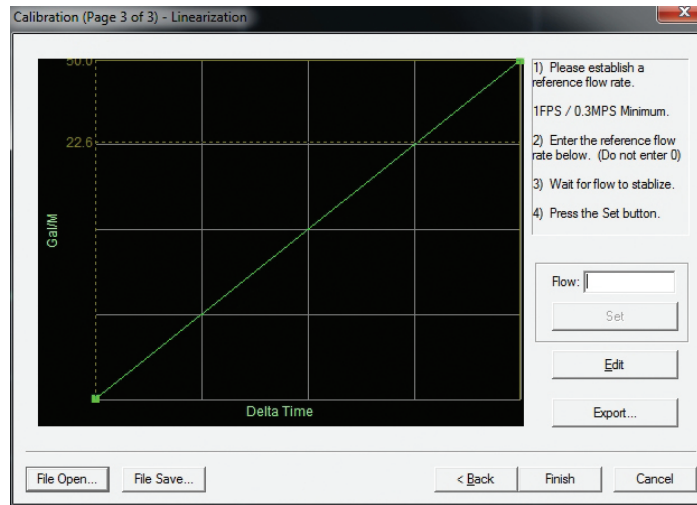 Calibration (Page 3 of 3) - Linearization
50.0
22.6
Gal/M
Delta Time
1) Please establish a
reference flow rate.
1FPS / 0.3MPS Minimum.
2) Enter the reference flow
rate below. (Do not enter 0)
3) Wait for flow to stablize.
4) Press the Set button.
Flow:
Set
Edit
Export...
File Open...
File Save...
< Back
Finish
Cancel